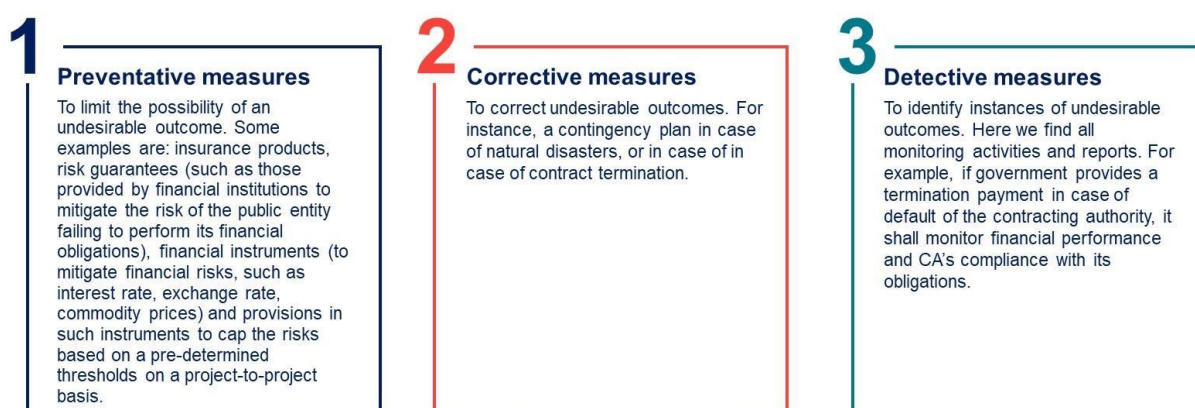 1
Preventative measures
To limit the possibility of an
undesirable outcome. Some
examples are: insurance products,
risk guarantees (such as those
provided by financial institutions to
mitigate the risk of the public entity
failing to perform its financial
obligations), financial instruments (to
mitigate financial risks, such as
interest rate, exchange rate,
commodity prices) and provisions in
such instruments to cap the risks
based on a pre-determined
thresholds on a project-to-project
basis.
2
Corrective measures
To correct undesirable outcomes. For
instance, a contingency plan in case
of natural disasters, or in case of in
case of contract termination.
3
Detective measures
To identify instances of undesirable
outcomes. Here we find all
monitoring activities and reports. For
example, if government provides a
termination payment in case of
default of the contracting authority, it
shall monitor financial performance
and CA's compliance with its
obligations.